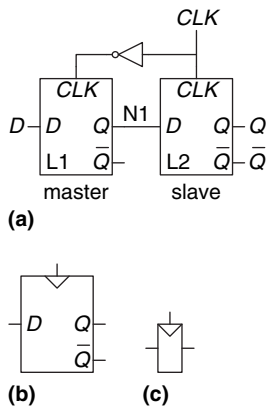 CLK
CLK CLK
D D Q N1 D Q Q
L1 Q̅ L2 Q̅ Q̅
master slave
(a)
D Q
Q̅
(b) (c)